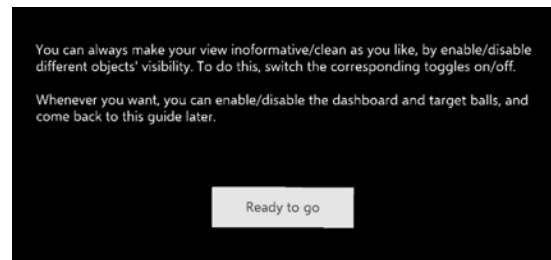 You can always make your view inoformative/clean as you like, by enable/disable
different objects' visibility. To do this, switch the corresponding toggles on/off.
Whenever you want, you can enable/disable the dashboard and target balls, and
come back to this guide later.
Ready to go